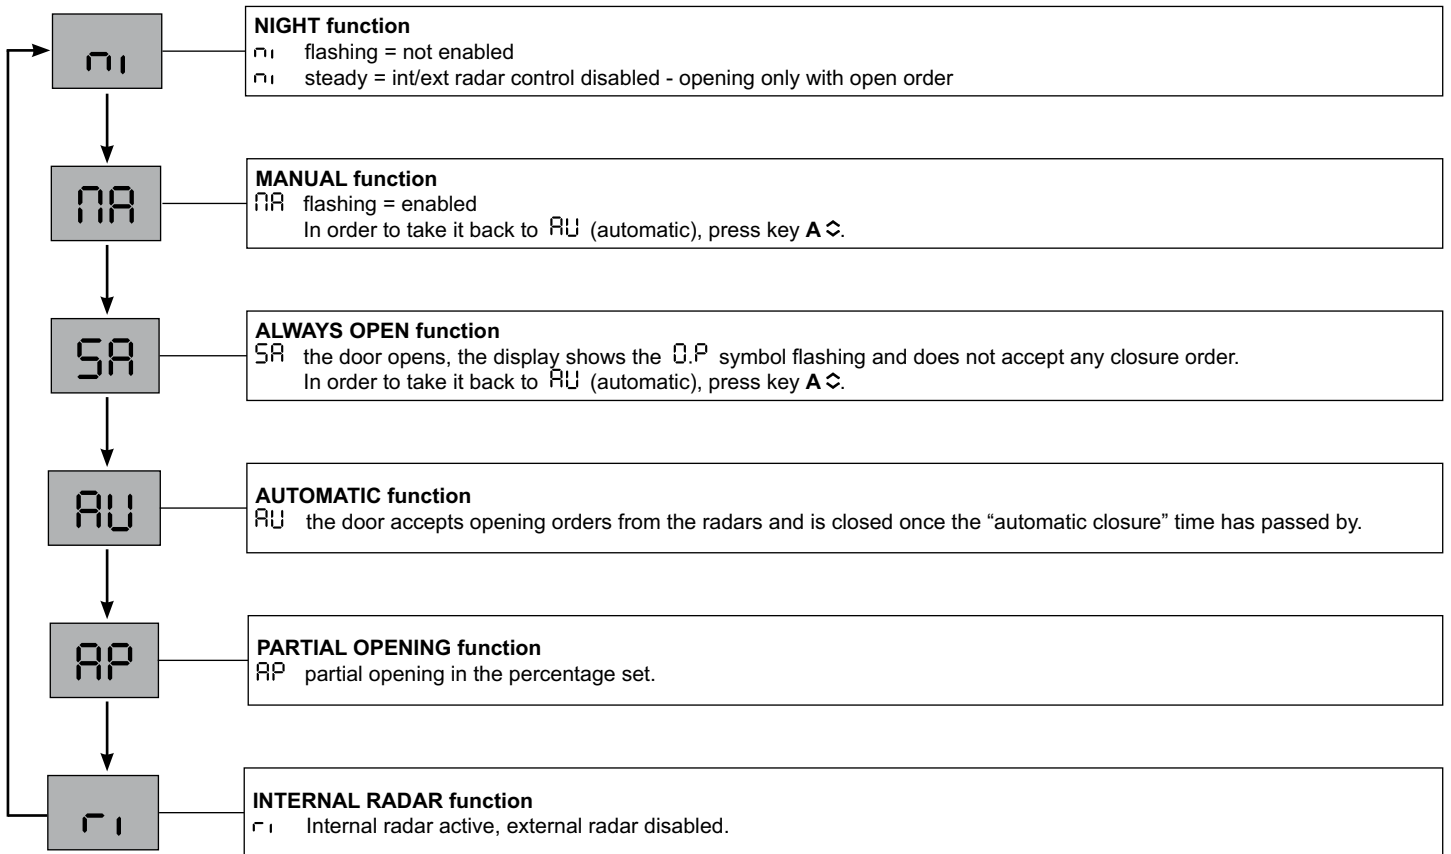 ni
NIGHT function
ni flashing = not enabled
ni steady = int/ext radar control disabled - opening only with open order
MA
MANUAL function
MA flashing = enabled
In order to take it back to AU (automatic), press key A.
SA
ALWAYS OPEN function
SA the door opens, the display shows the O.P symbol flashing and does not accept any closure order.
In order to take it back to AU (automatic), press key A.
AU
AUTOMATIC function
AU the door accepts opening orders from the radars and is closed once the “automatic closure” time has passed by.
AP
PARTIAL OPENING function
AP partial opening in the percentage set.
ri
INTERNAL RADAR function
ri Internal radar active, external radar disabled.